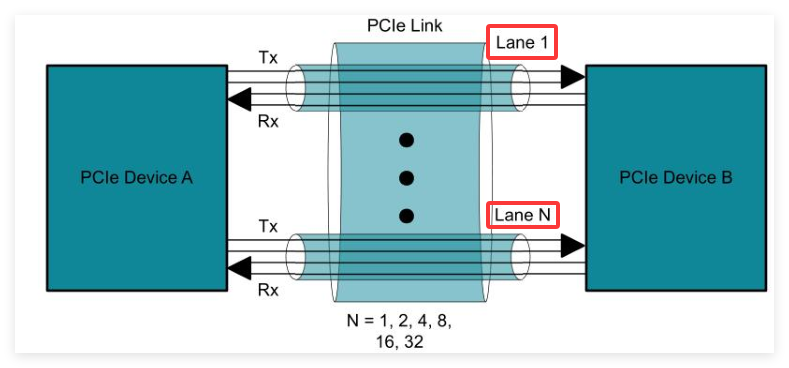 PCIe Link
Lane 1
Tx
Rx
PCIe Device A
PCIe Device B
Lane N
Tx
Rx
N = 1, 2, 4, 8,
16, 32